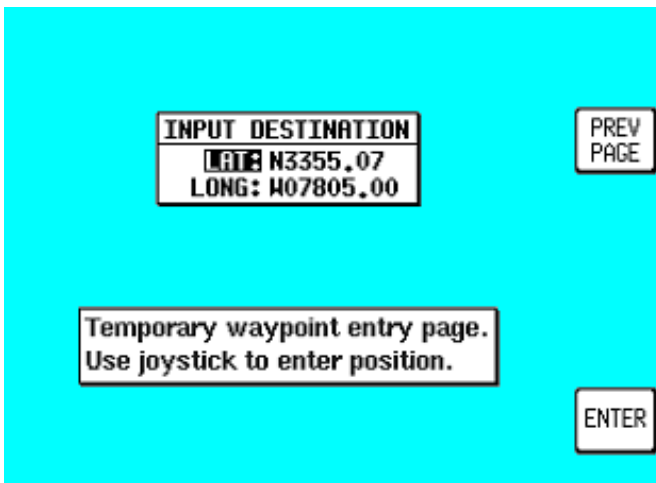 INPUT DESTINATION
LAT: N3355.07
LONG: W07805.00
PREV
PAGE
Temporary waypoint entry page.
Use joystick to enter position.
ENTER